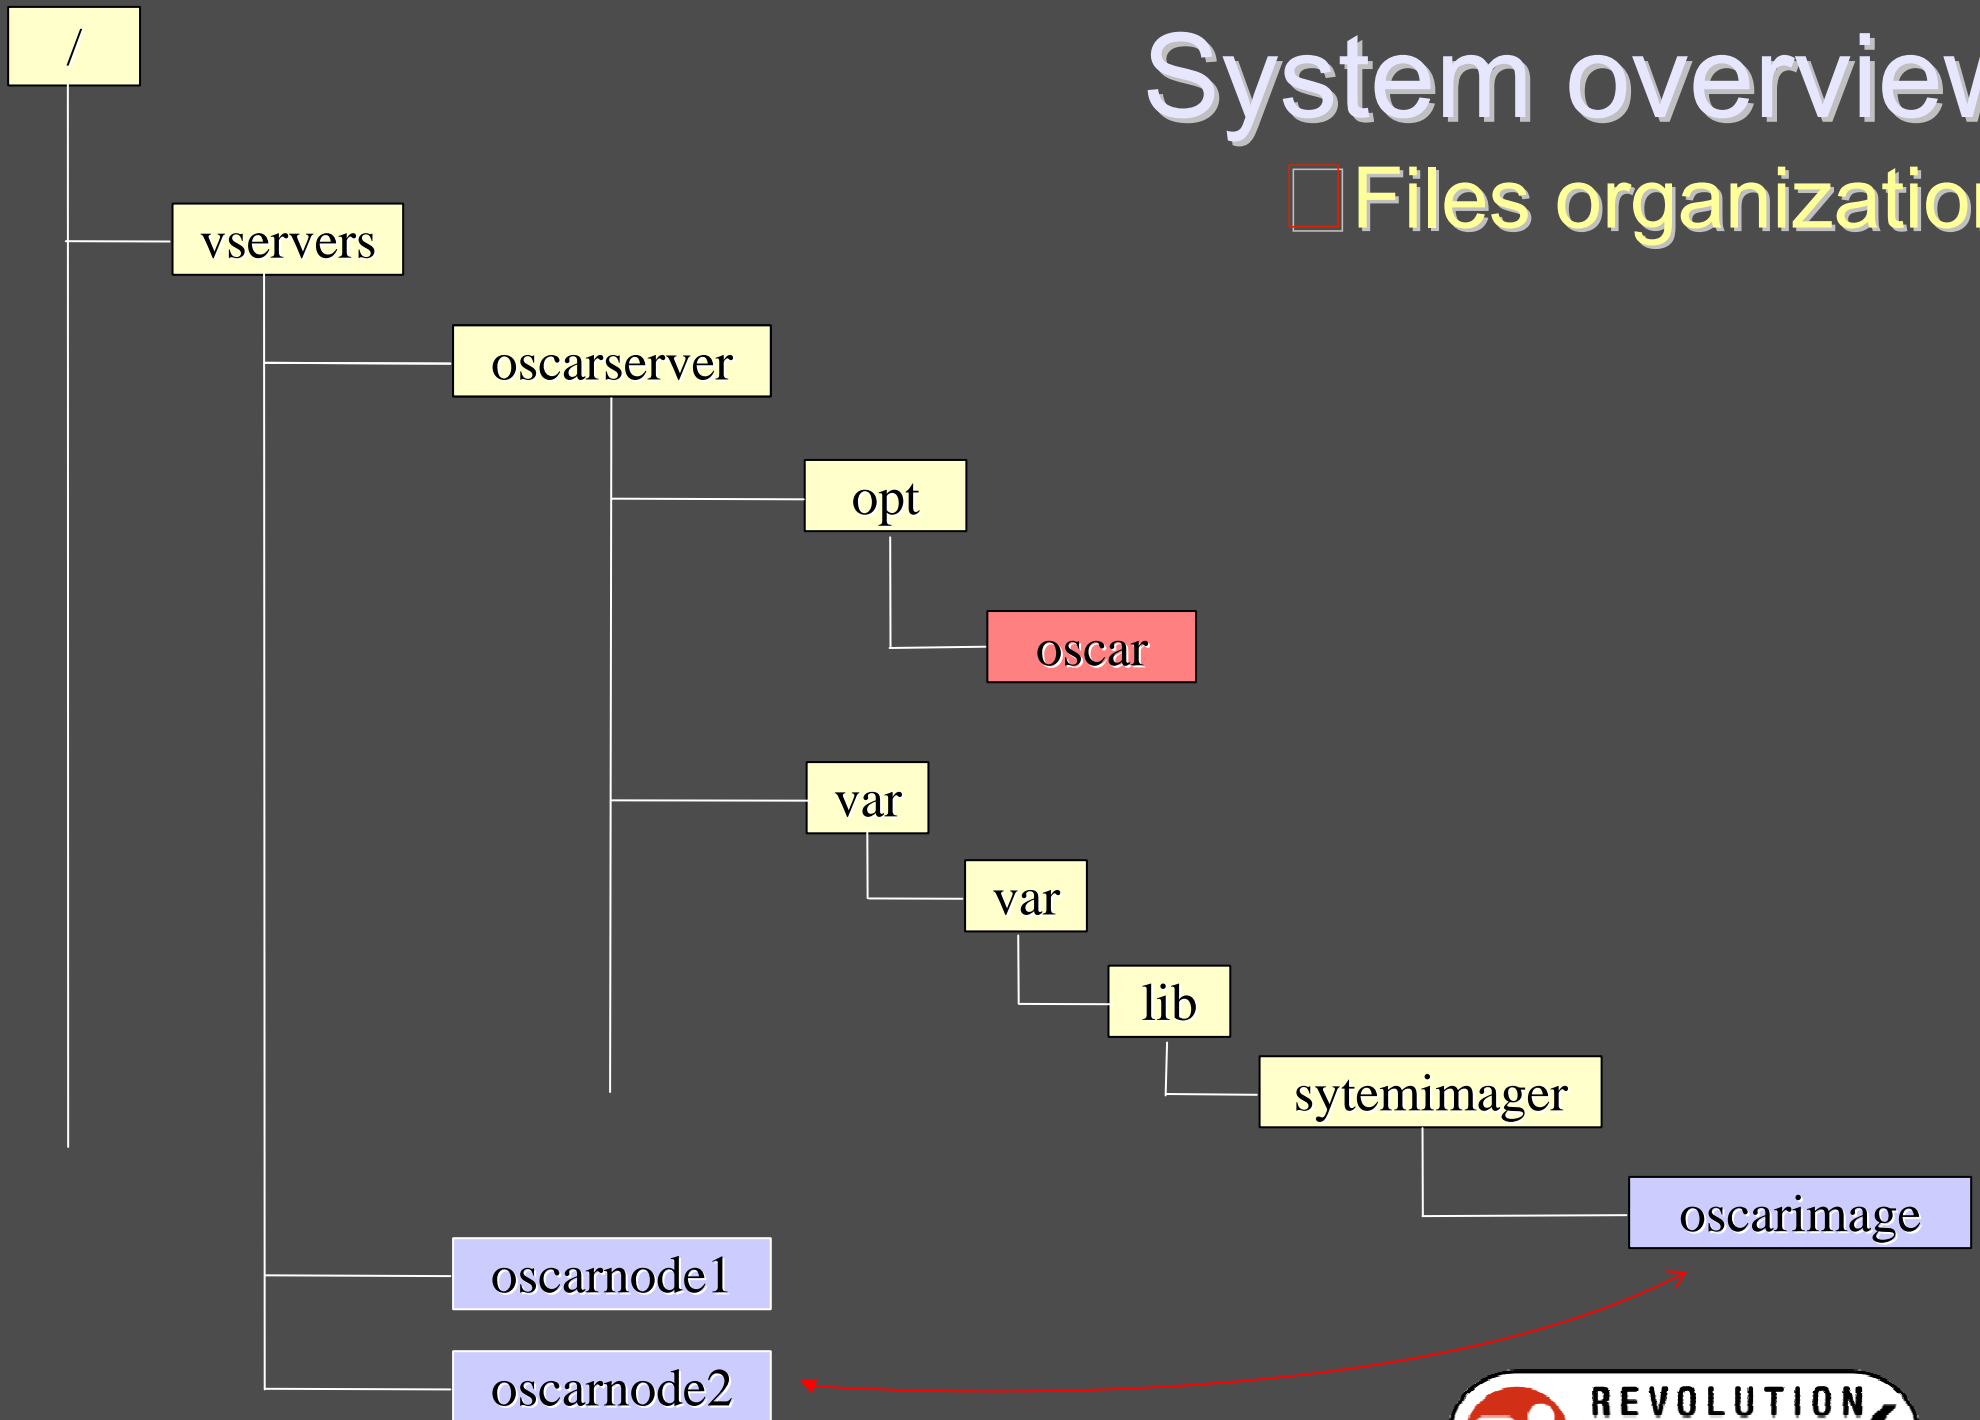 /
System overview
Files organization
vservers
oscarserver
opt
oscar
var
var
lib
sytemimager
oscarimage
oscarnode1
oscarnode2
REVOLUTION